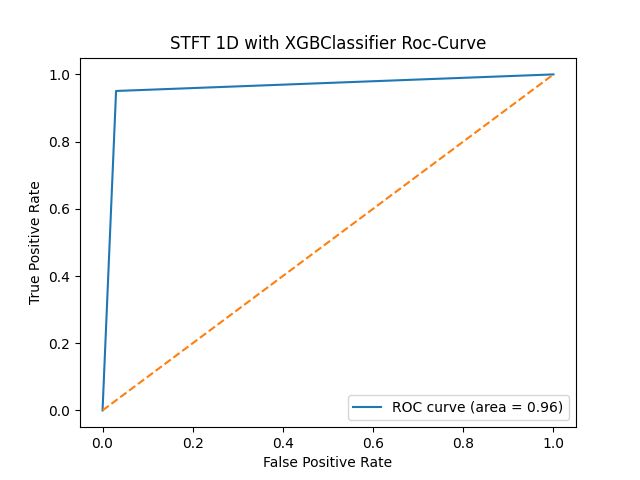 STFT 1D with XGBClassifier Roc-Curve
1.0
0.8
0.6
0.4
0.2
0.0
True Positive Rate
ROC curve (area = 0.96)
0.0 0.2 0.4 0.6 0.8 1.0
False Positive Rate